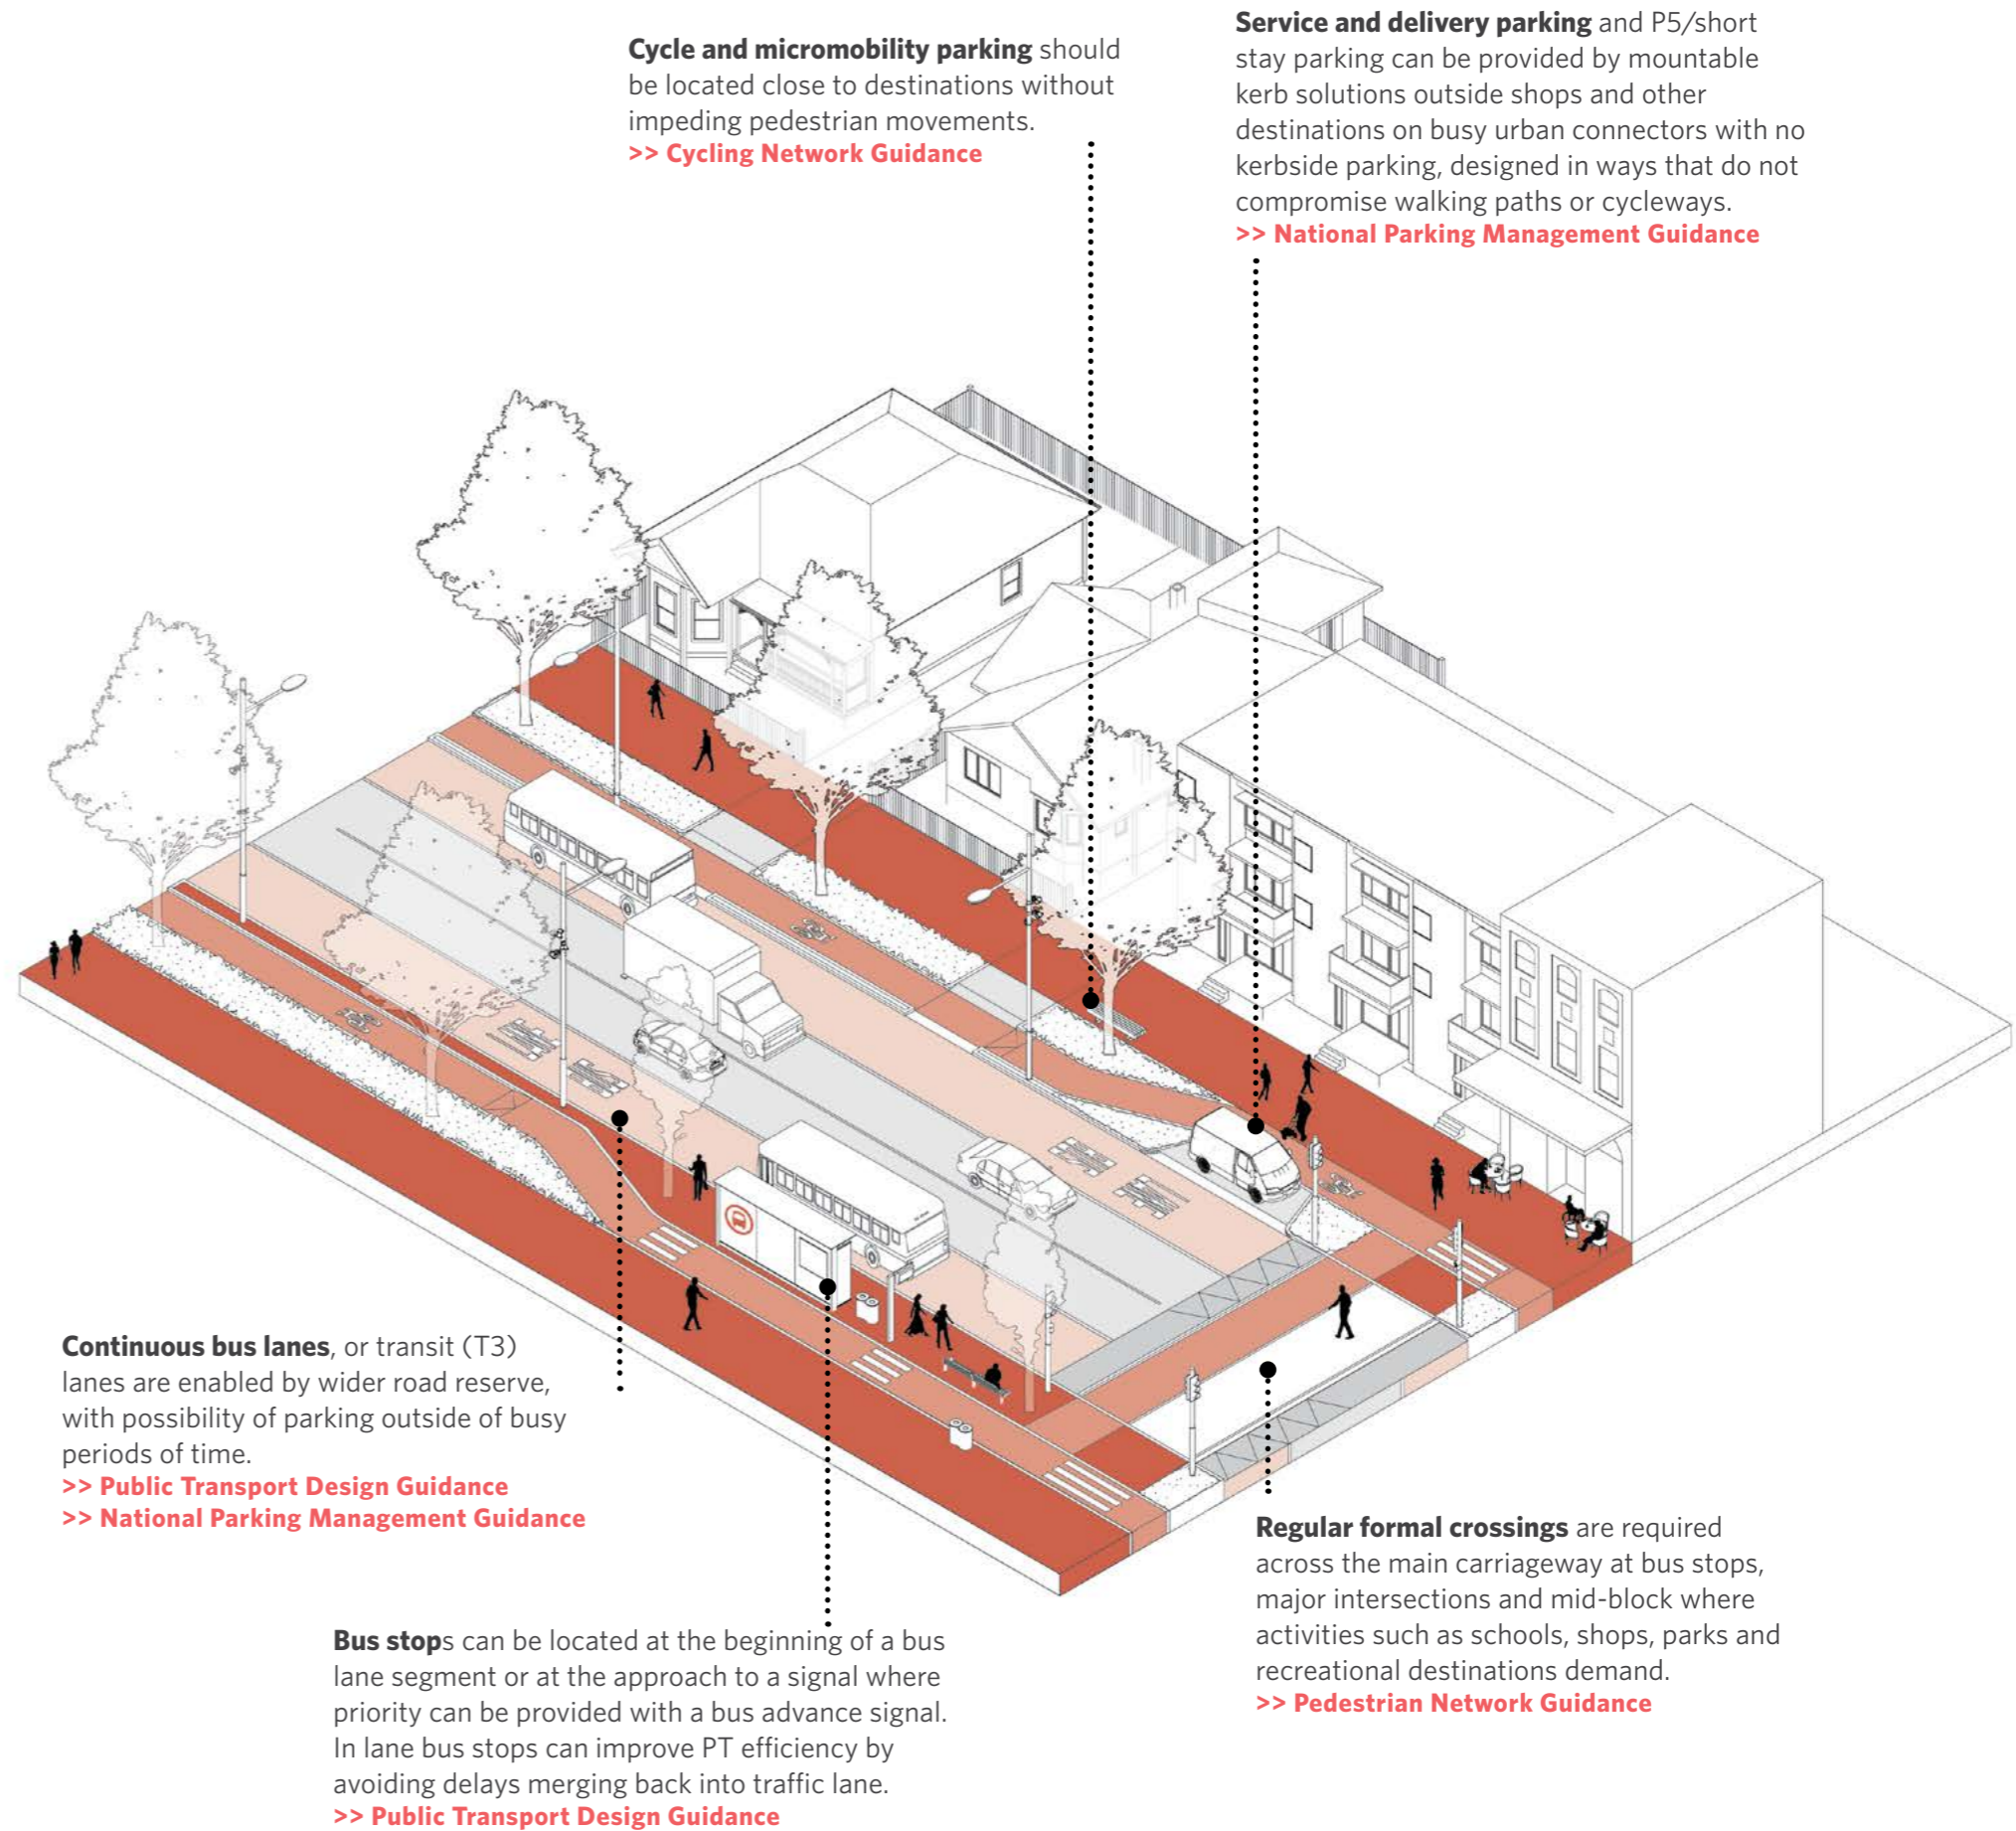 Cycle and micromobility parking should
be located close to destinations without
impeding pedestrian movements.
>> Cycling Network Guidance
Service and delivery parking and P5/short
stay parking can be provided by mountable
kerb solutions outside shops and other
destinations on busy urban connectors with no
kerbside parking, designed in ways that do not
compromise walking paths or cycleways.
>> National Parking Management Guidance
Continuous bus lanes, or transit (T3)
lanes are enabled by wider road reserve,
with possibility of parking outside of busy
periods of time.
>> Public Transport Design Guidance
>> National Parking Management Guidance
Bus stops can be located at the beginning of a bus
lane segment or at the approach to a signal where
priority can be provided with a bus advance signal.
In lane bus stops can improve PT efficiency by
avoiding delays merging back into traffic lane.
>> Public Transport Design Guidance
Regular formal crossings are required
across the main carriageway at bus stops,
major intersections and mid-block where
activities such as schools, shops, parks and
recreational destinations demand.
>> Pedestrian Network Guidance